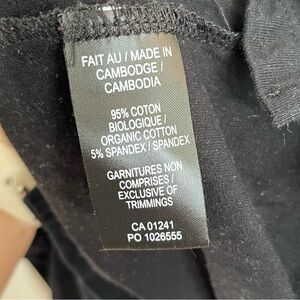 FAIT AU / MADE IN
CAMBODGE /
CAMBODIA
95% COTON
BIOLOGIQUE /
ORGANIC COTTON
5% SPANDEX / SPANDEX
GARNITURES NON
COMPRISES /
EXCLUSIVE OF
TRIMMINGS
CA 01241
PO 1026555